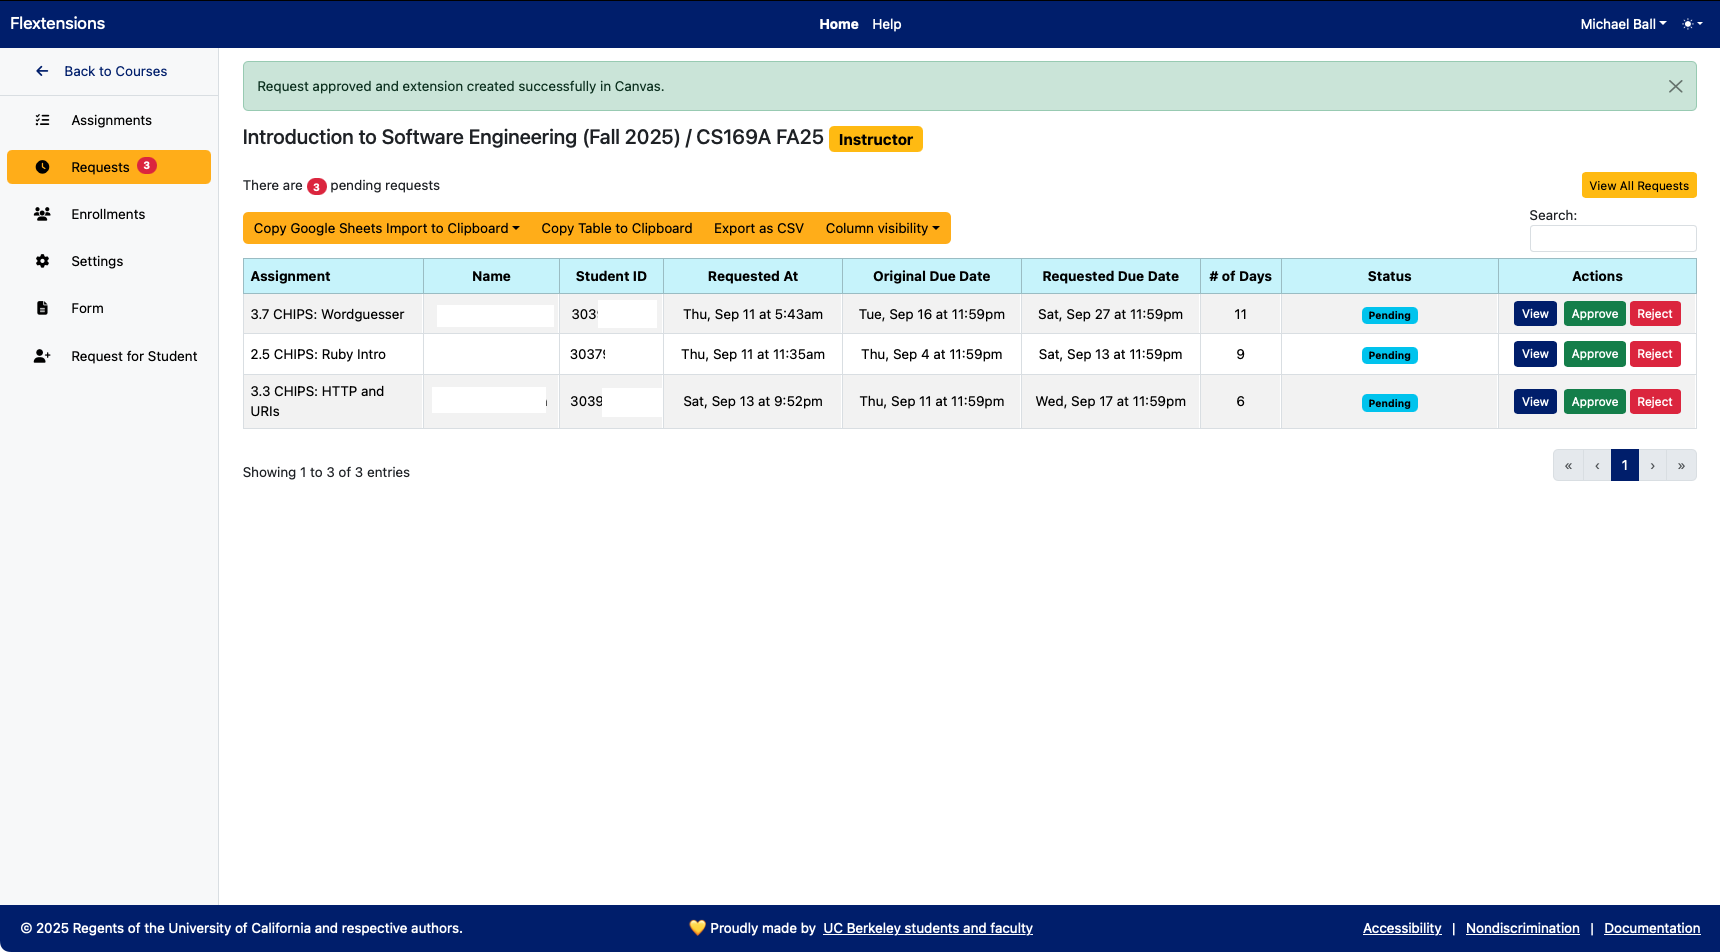 Flextensions
Home Help
Michael Ball
Back to Courses
Assignments
Requests 3
Enrollments
Settings
Form
Request for Student
Request approved and extension created successfully in Canvas.
Introduction to Software Engineering (Fall 2025) / CS169A FA25 Instructor
There are 3 pending requests
View All Requests
Copy Google Sheets Import to Clipboard Copy Table to Clipboard Export as CSV Column visibility
Search:
Assignment Name Student ID Requested At Original Due Date Requested Due Date # of Days Status Actions
3.7 CHIPS: Wordguesser 303 Thu, Sep 11 at 5:43am Tue, Sep 16 at 11:59pm Sat, Sep 27 at 11:59pm 11 Pending View Approve Reject
2.5 CHIPS: Ruby Intro 3037 Thu, Sep 11 at 11:35am Thu, Sep 4 at 11:59pm Sat, Sep 13 at 11:59pm 9 Pending View Approve Reject
3.3 CHIPS: HTTP and
URIs 3039 Sat, Sep 13 at 9:52pm Thu, Sep 11 at 11:59pm Wed, Sep 17 at 11:59pm 6 Pending View Approve Reject
Showing 1 to 3 of 3 entries
« ‹ 1 › »
© 2025 Regents of the University of California and respective authors.
💛 Proudly made by UC Berkeley students and faculty
Accessibility | Nondiscrimination | Documentation